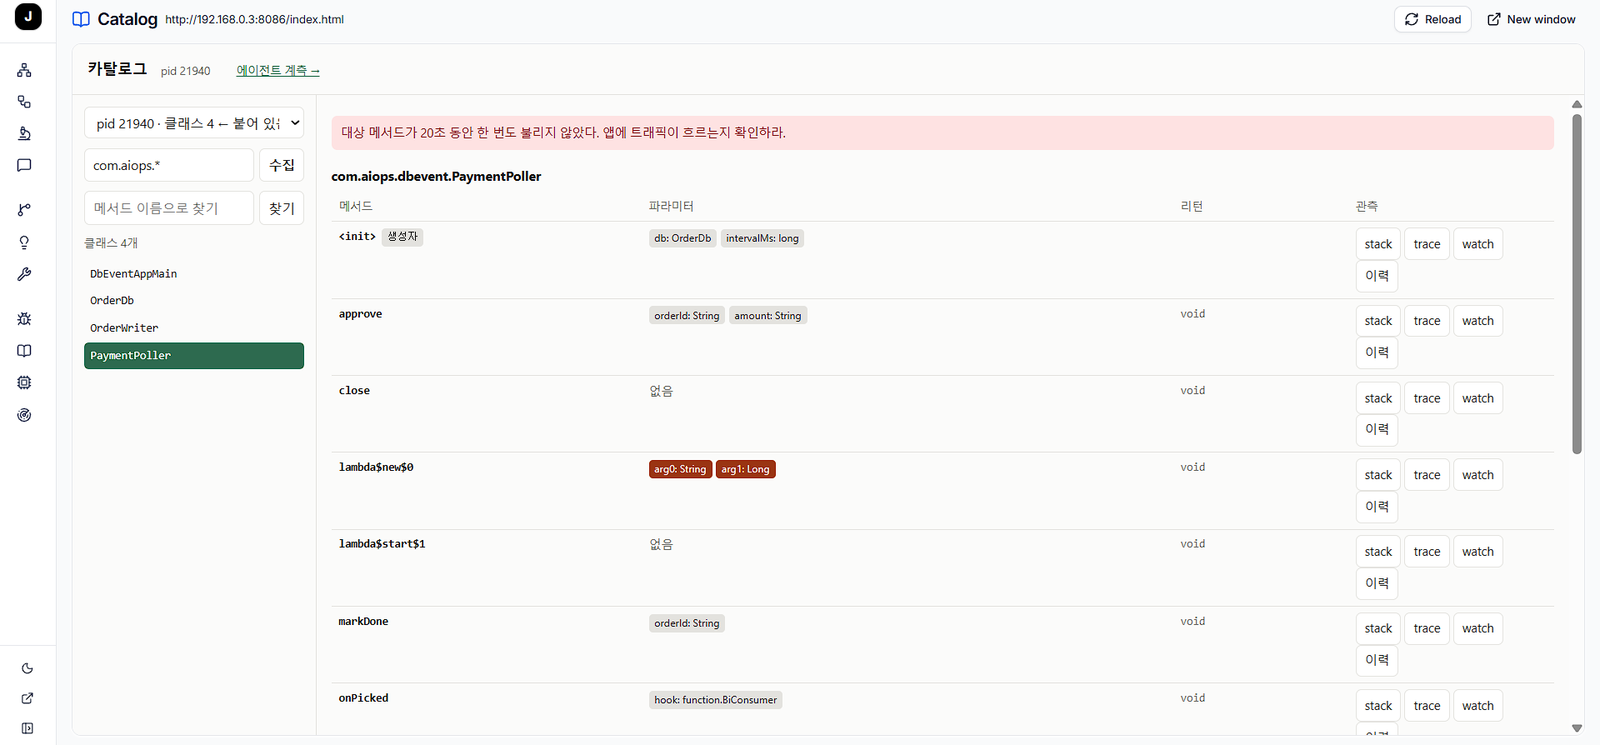 J
Catalog http://192.168.0.3:8086/index.html
Reload
New window
카탈로그 pid 21940 에이전트 계측 →
pid 21940 · 클래스 4 ← 붙어 있
com.aiops.*
수집
메서드 이름으로 찾기
찾기
클래스 4개
DbEventAppMain
OrderDb
OrderWriter
PaymentPoller
대상 메서드가 20초 동안 한 번도 불리지 않았다. 앱에 트래픽이 흐르는지 확인하라.
com.aiops.dbevent.PaymentPoller
메서드 파라미터 리턴 관측
<init> 생성자 db: OrderDb intervalMs: long stack trace watch
이력
approve orderId: String amount: String void stack trace watch
이력
close 없음 void stack trace watch
이력
lambda$new$0 arg0: String arg1: Long void stack trace watch
이력
lambda$start$1 없음 void stack trace watch
이력
markDone orderId: String void stack trace watch
이력
onPicked hook: function.BiConsumer void stack trace watch